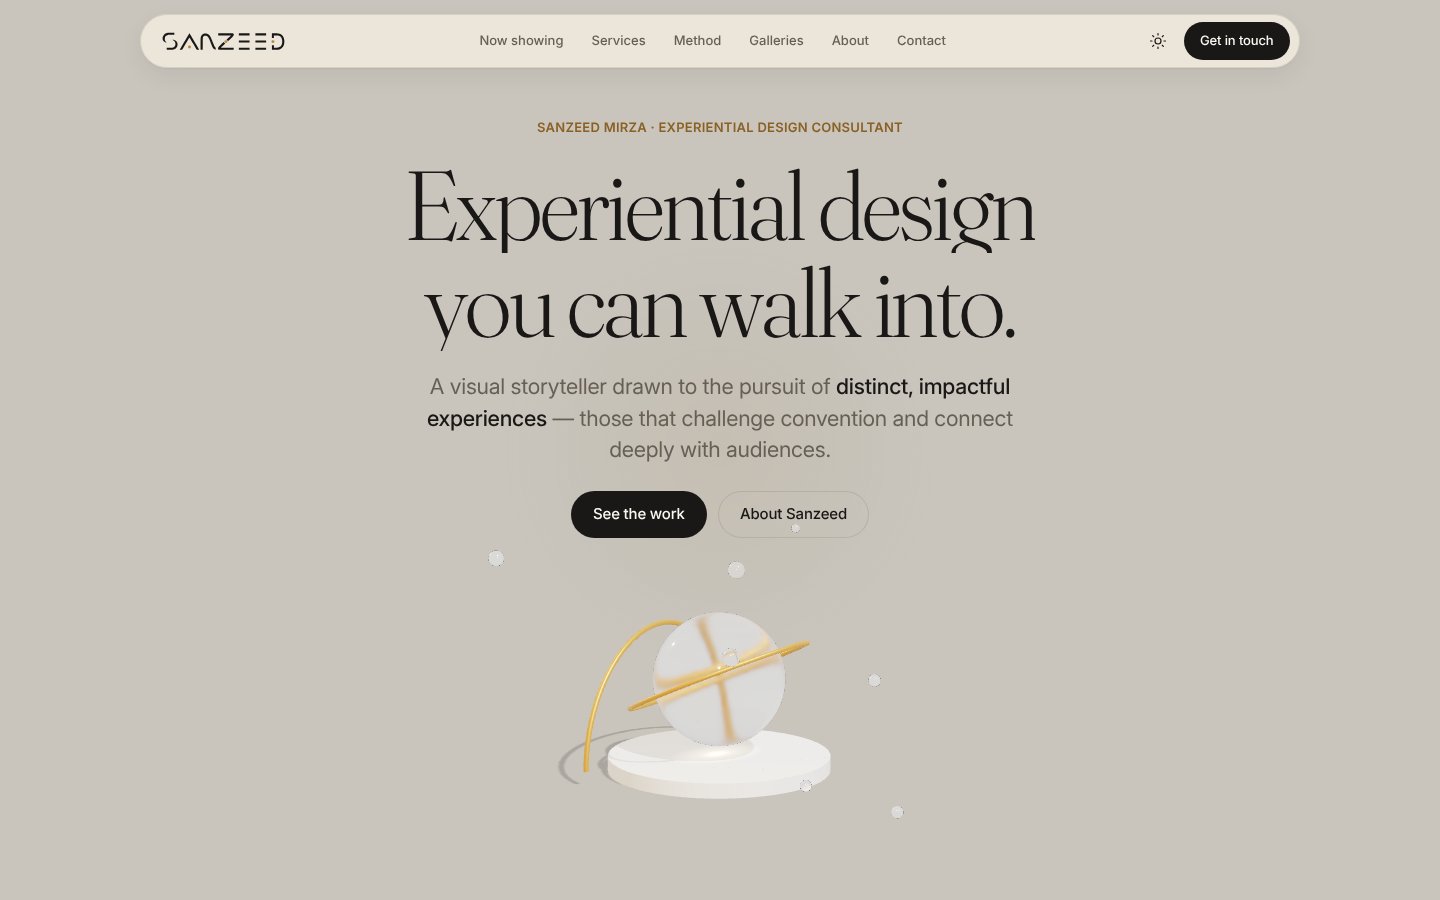 SANZEED
Now showing
Services
Method
Galleries
About
Contact
Get in touch
SANZEED MIRZA · EXPERIENTIAL DESIGN CONSULTANT
Experiential design
you can walk into.
A visual storyteller drawn to the pursuit of distinct, impactful
experiences — those that challenge convention and connect
deeply with audiences.
See the work
About Sanzeed